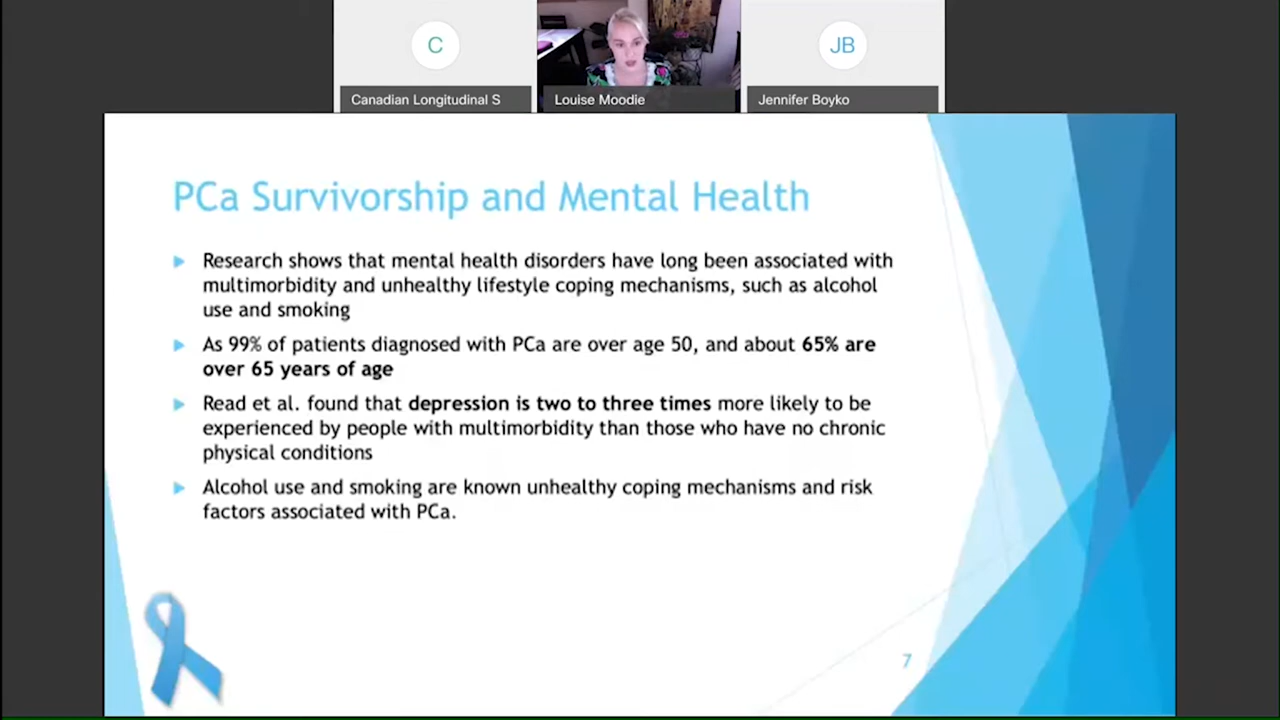 C
JB
Canadian Longitudinal S
Louise Moodie
Jennifer Boyko
PCa Survivorship and Mental Health
Research shows that mental health disorders have long been associated with
multimorbidity and unhealthy lifestyle coping mechanisms, such as alcohol
use and smoking
As 99% of patients diagnosed with PCa are over age 50, and about 65% are
over 65 years of age
Read et al. found that depression is two to three times more likely to be
experienced by people with multimorbidity than those who have no chronic
physical conditions
Alcohol use and smoking are known unhealthy coping mechanisms and risk
factors associated with PCa.
7